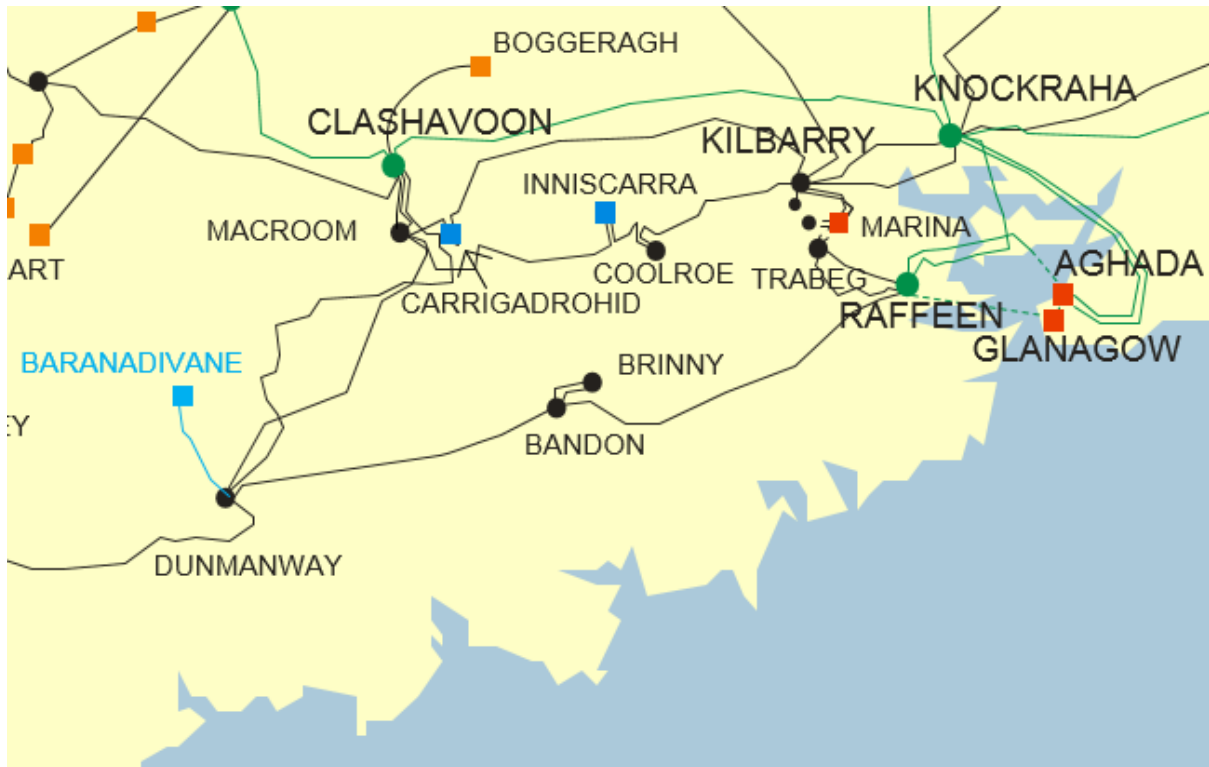 BOGGERAGH
KNOCKRAHA
CLASHAVOON
KILBARRY
INNISCARRA
MACROOM
MARINA
ART
COOLROE
TRABEG
AGHADA
CARRIGADROHID
RAFFEEN
GLANAGOW
BARANADIVANE
BRINNY
EY
BANDON
DUNMANWAY